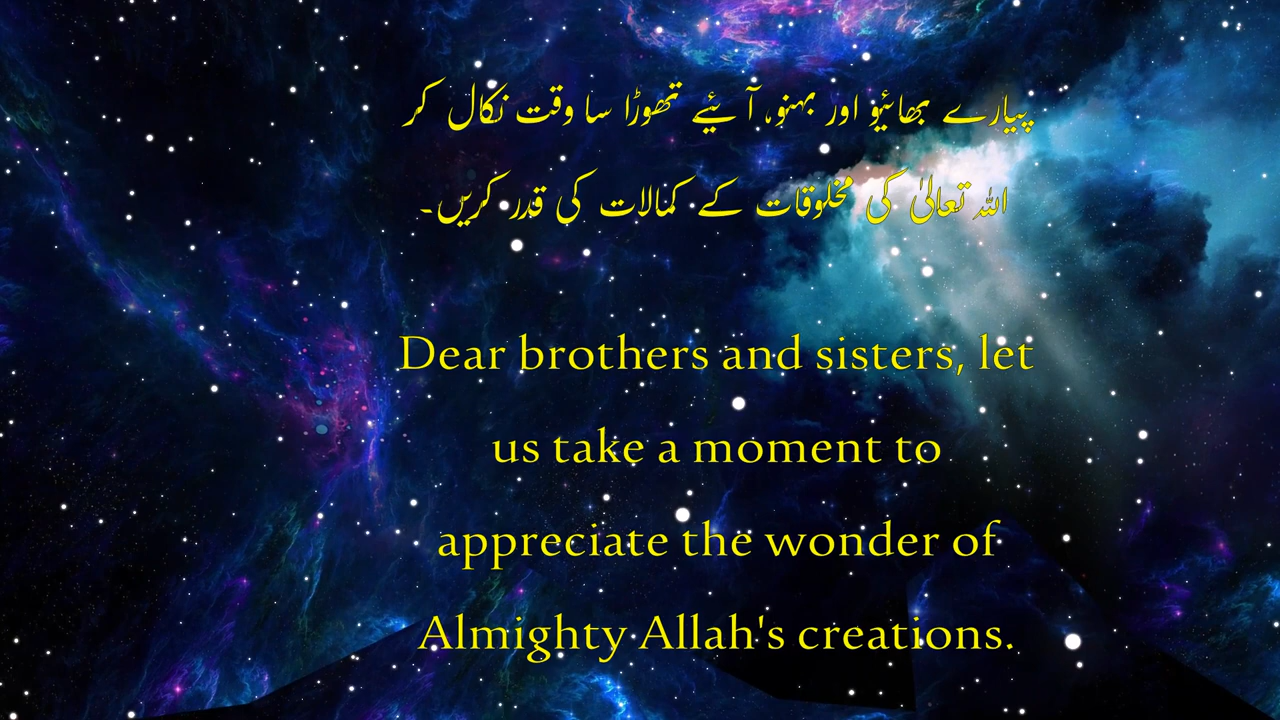 پیارے بھائیو اور بہنو، آئیے تھوڑا سا وقت نکال کر
اللہ تعالیٰ کی مخلوقات کے کمالات کی قدر کریں۔
Dear brothers and sisters, let
us take a moment to
appreciate the wonder of
Almighty Allah's creations.